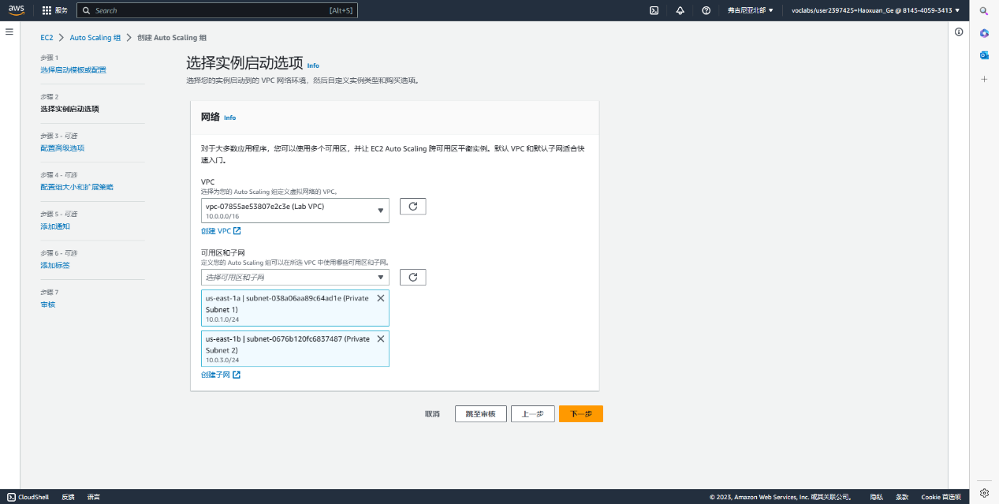 aws
服务
Search
[Alt+S]
弗吉尼亚北部
voclabs/user2397425=Haoxuan_Ge @ 8145-4059-3413
EC2
Auto Scaling 组
创建 Auto Scaling 组
步骤 1
选择启动模板或配置
步骤 2
选择实例启动选项
步骤 3 - 可选
配置高级选项
步骤 4 - 可选
配置组大小和扩展策略
步骤 5 - 可选
添加通知
步骤 6 - 可选
添加标签
步骤 7
审核
选择实例启动选项 Info
选择您的实例启动到的 VPC 网络环境，然后自定义实例类型和购买选项。
网络 Info
对于大多数应用程序，您可以使用多个可用区，并让 EC2 Auto Scaling 跨可用区平衡实例。默认 VPC 和默认子网适合快
速入门。
VPC
选择为您的 Auto Scaling 组定义虚拟网络的 VPC。
vpc-07855ae53807e2c3e (Lab VPC)
10.0.0.0/16
创建 VPC
可用区和子网
定义您的 Auto Scaling 组可以在所选 VPC 中使用哪些可用区和子网。
选择可用区和子网
us-east-1a | subnet-038a06aa89c64ad1e (Private
Subnet 1)
10.0.1.0/24
us-east-1b | subnet-0676b120fc6837487 (Private
Subnet 2)
10.0.3.0/24
创建子网
取消
跳至审核
上一步
下一步
CloudShell
反馈
语言
© 2023, Amazon Web Services, Inc. 或其关联公司。
隐私
条款
Cookie 首选项